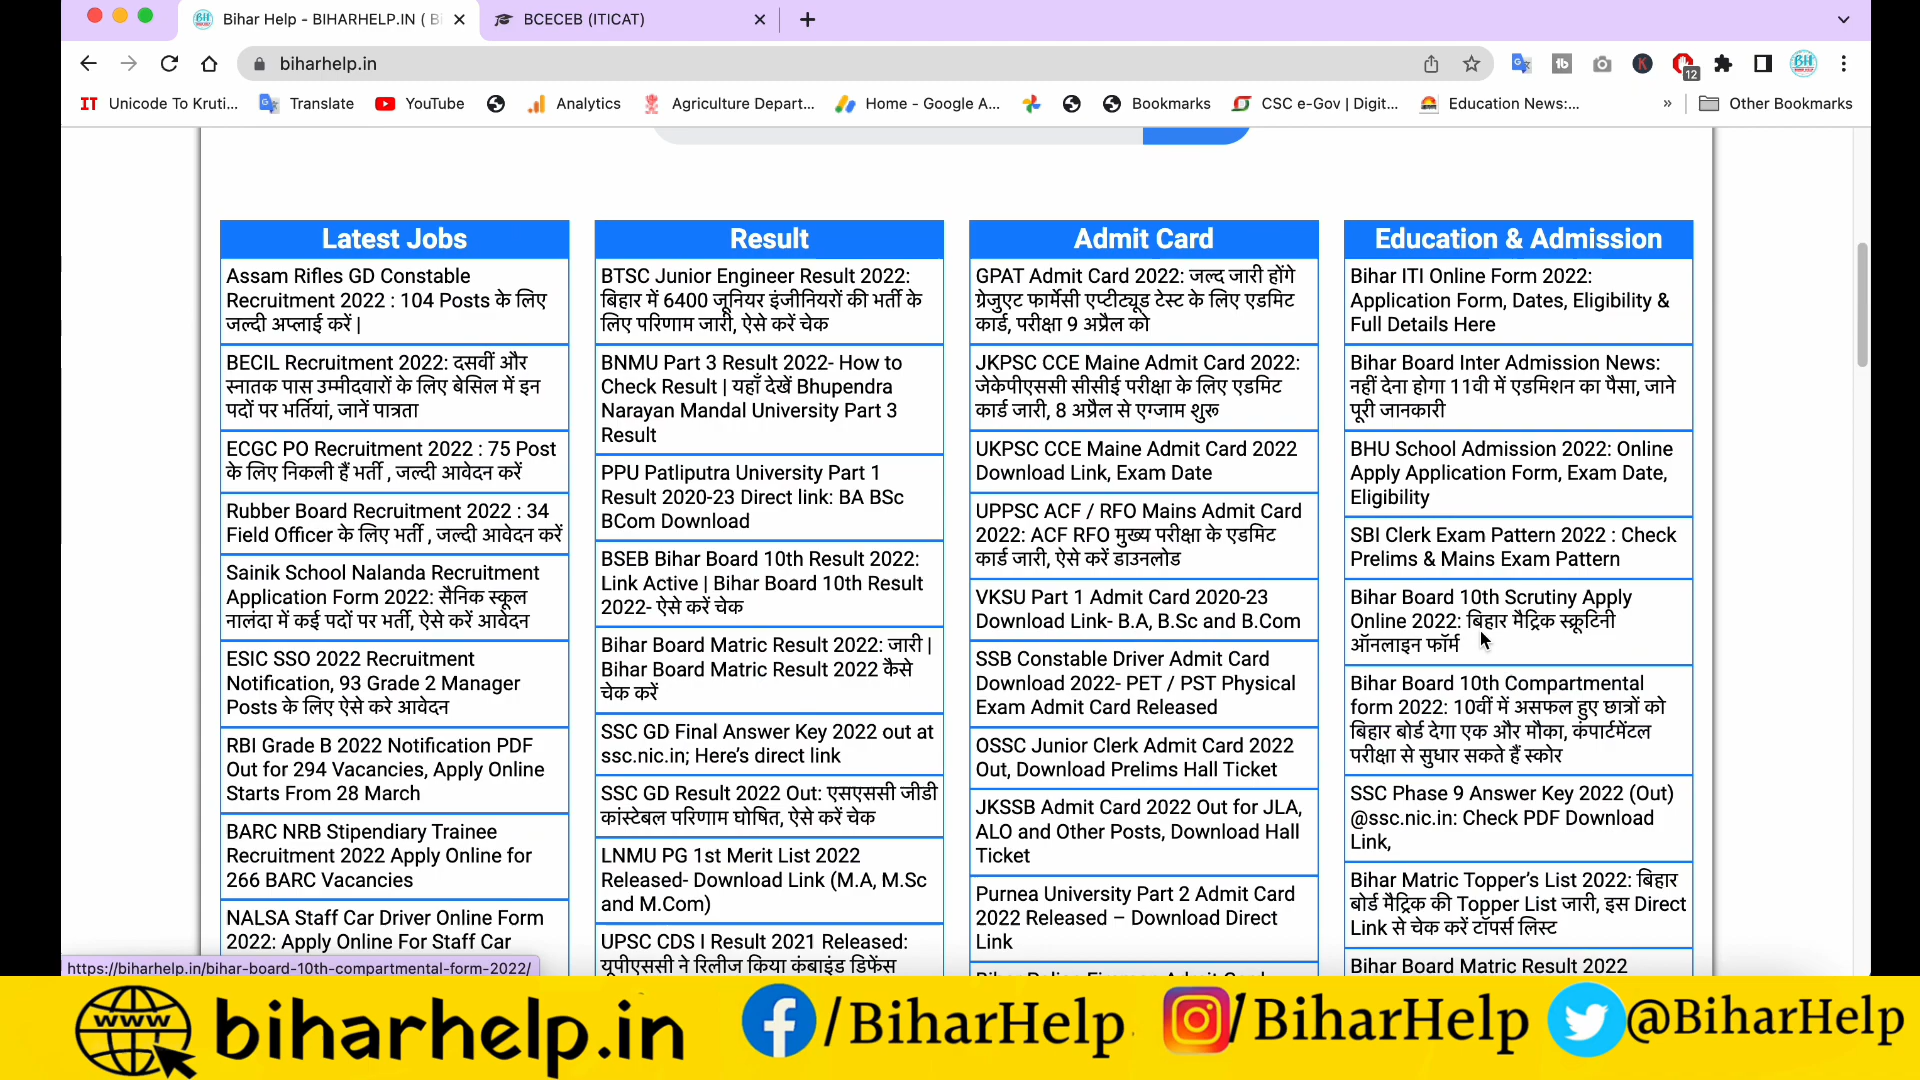 Bihar Help - BIHARHELP.IN ( B
BCECEB (ITICAT)
biharhelp.in
12
IT Unicode To Kruti...
Translate
YouTube
Analytics
Agriculture Depart...
Home - Google A...
Bookmarks
CSC e-Gov | Digit...
Education News:...
»
Other Bookmarks
Latest Jobs
Assam Rifles GD Constable
Recruitment 2022 : 104 Posts के लिए
जल्दी अप्लाई करें |
BECIL Recruitment 2022: दसवीं और
स्नातक पास उम्मीदवारों के लिए बेसिल में इन
पदों पर भर्तियां, जानें पात्रता
ECGC PO Recruitment 2022 : 75 Post
के लिए निकली हैं भर्ती , जल्दी आवेदन करें
Rubber Board Recruitment 2022 : 34
Field Officer के लिए भर्ती , जल्दी आवेदन करें
Sainik School Nalanda Recruitment
Application Form 2022: सैनिक स्कूल
नालंदा में कई पदों पर भर्ती, ऐसे करें आवेदन
ESIC SSO 2022 Recruitment
Notification, 93 Grade 2 Manager
Posts के लिए ऐसे करे आवेदन
RBI Grade B 2022 Notification PDF
Out for 294 Vacancies, Apply Online
Starts From 28 March
BARC NRB Stipendiary Trainee
Recruitment 2022 Apply Online for
266 BARC Vacancies
NALSA Staff Car Driver Online Form
2022: Apply Online For Staff Car
Result
BTSC Junior Engineer Result 2022:
बिहार में 6400 जूनियर इंजीनियरों की भर्ती के
लिए परिणाम जारी, ऐसे करें चेक
BNMU Part 3 Result 2022- How to
Check Result | यहाँ देखें Bhupendra
Narayan Mandal University Part 3
Result
PPU Patliputra University Part 1
Result 2020-23 Direct link: BA BSc
BCom Download
BSEB Bihar Board 10th Result 2022:
Link Active | Bihar Board 10th Result
2022- ऐसे करें चेक
Bihar Board Matric Result 2022: जारी |
Bihar Board Matric Result 2022 कैसे
चेक करें
SSC GD Final Answer Key 2022 out at
ssc.nic.in; Here’s direct link
SSC GD Result 2022 Out: एसएससी जीडी
कांस्टेबल परिणाम घोषित, ऐसे करें चेक
LNMU PG 1st Merit List 2022
Released- Download Link (M.A, M.Sc
and M.Com)
UPSC CDS I Result 2021 Released:
यूपीएससी ने रिलीज किया कंबाइंड डिफेंस
Admit Card
GPAT Admit Card 2022: जल्द जारी होंगे
ग्रेजुएट फार्मेसी एप्टीट्यूड टेस्ट के लिए एडमिट
कार्ड, परीक्षा 9 अप्रैल को
JKPSC CCE Maine Admit Card 2022:
जेकेपीएससी सीसीई परीक्षा के लिए एडमिट
कार्ड जारी, 8 अप्रैल से एग्जाम शुरू
UKPSC CCE Maine Admit Card 2022
Download Link, Exam Date
UPPSC ACF / RFO Mains Admit Card
2022: ACF RFO मुख्य परीक्षा के एडमिट
कार्ड जारी, ऐसे करें डाउनलोड
VKSU Part 1 Admit Card 2020-23
Download Link- B.A, B.Sc and B.Com
SSB Constable Driver Admit Card
Download 2022- PET / PST Physical
Exam Admit Card Released
OSSC Junior Clerk Admit Card 2022
Out, Download Prelims Hall Ticket
JKSSB Admit Card 2022 Out for JLA,
ALO and Other Posts, Download Hall
Ticket
Purnea University Part 2 Admit Card
2022 Released – Download Direct
Link
Education & Admission
Bihar ITI Online Form 2022:
Application Form, Dates, Eligibility &
Full Details Here
Bihar Board Inter Admission News:
नहीं देना होगा 11वी में एडमिशन का पैसा, जाने
पूरी जानकारी
BHU School Admission 2022: Online
Apply Application Form, Exam Date,
Eligibility
SBI Clerk Exam Pattern 2022 : Check
Prelims & Mains Exam Pattern
Bihar Board 10th Scrutiny Apply
Online 2022: बिहार मैट्रिक स्क्रूटिनी
ऑनलाइन फॉर्म
Bihar Board 10th Compartmental
form 2022: 10वीं में असफल हुए छात्रों को
बिहार बोर्ड देगा एक और मौका, कंपार्टमेंटल
परीक्षा से सुधार सकते हैं स्कोर
SSC Phase 9 Answer Key 2022 (Out)
@ssc.nic.in: Check PDF Download
Link,
Bihar Matric Topper’s List 2022: बिहार
बोर्ड मैट्रिक की Topper List जारी, इस Direct
Link से चेक करें टॉपर्स लिस्ट
Bihar Board Matric Result 2022
https://biharhelp.in/bihar-board-10th-compartmental-form-2022/
www biharhelp.in
/BiharHelp
/BiharHelp
@BiharHelp